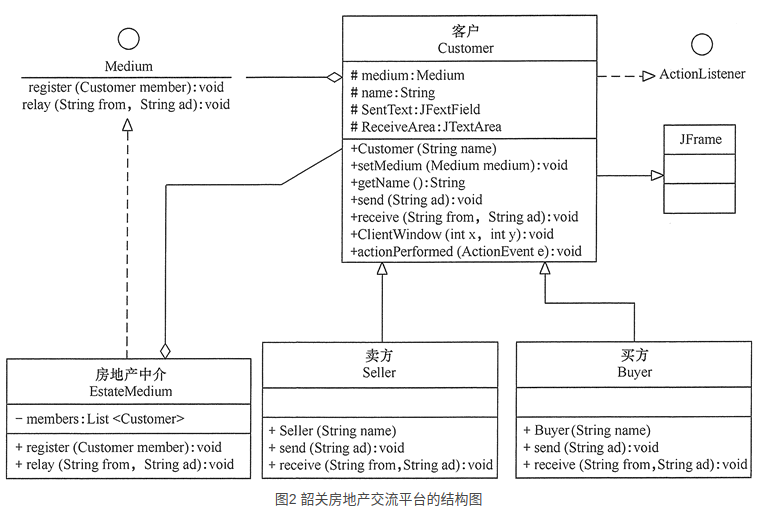 Medium
register (Customer member):void
relay (String from, String ad):void
客户
Customer
# medium:Medium
# name:String
# SentText:JFextField
# ReceiveArea:JTextArea
+Customer (String name)
+setMedium (Medium medium):void
+getName ():String
+send (String ad):void
+receive (String from, String ad):void
+ClientWindow (int x, int y):void
+actionPerformed (ActionEvent e):void
ActionListener
JFrame
房地产中介
EstateMedium
- members:List <Customer>
+ register (Customer member):void
+ relay (String from, String ad):void
卖方
Seller
+ Seller (String name)
+ send (String ad):void
+ receive (String from,String ad):void
买方
Buyer
+ Buyer(String name)
+ send (String ad):void
+ receive (String from,String ad):void
图2 韶关房地产交流平台的结构图